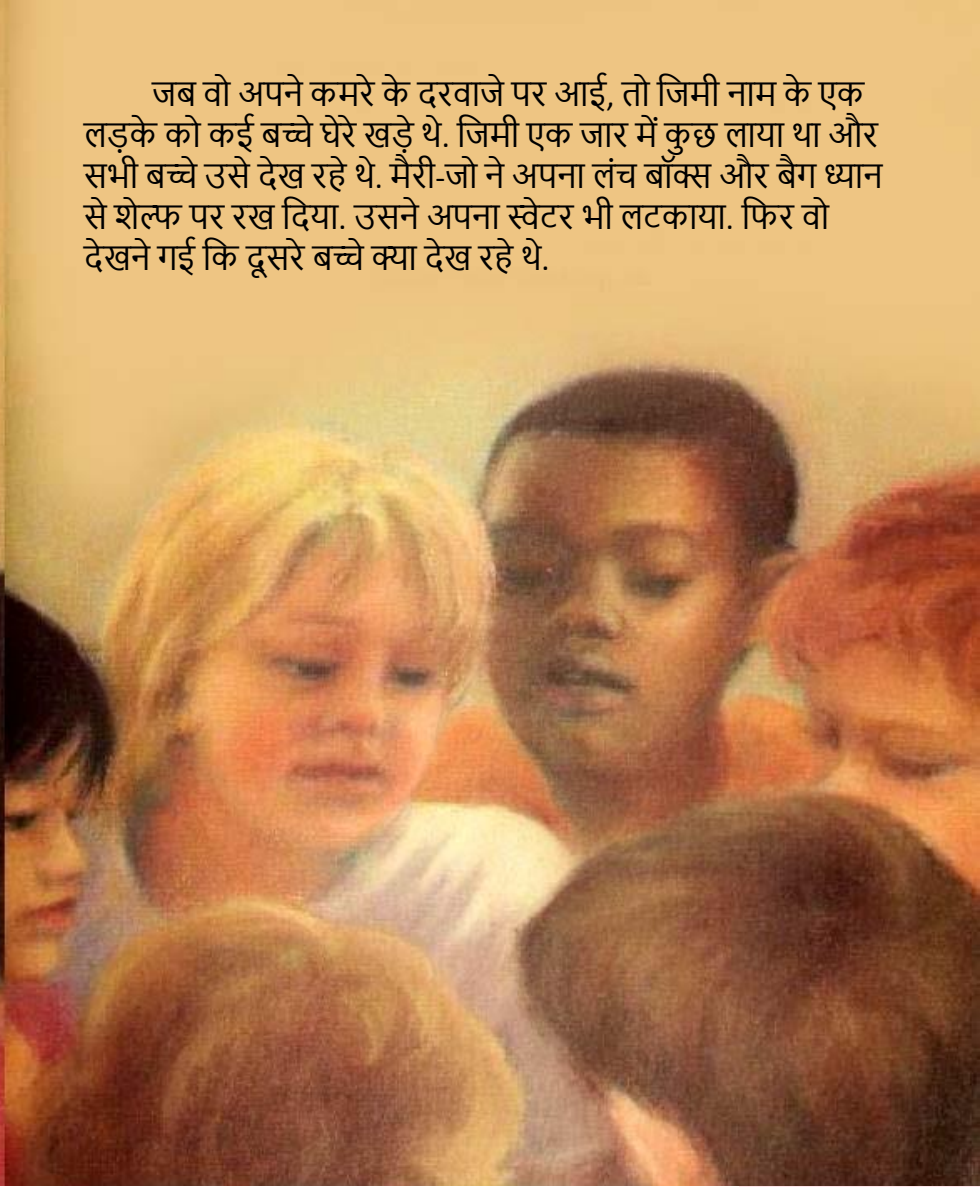 जब वो अपने कमरे के दरवाजे पर आई, तो जिमी नाम के एक
लड़के को कई बच्चे घेरे खड़े थे. जिमी एक जार में कुछ लाया था और
सभी बच्चे उसे देख रहे थे. मैरी-जो ने अपना लंच बॉक्स और बैग ध्यान
से शेल्फ पर रख दिया. उसने अपना स्वेटर भी लटकाया. फिर वो
देखने गई कि दूसरे बच्चे क्या देख रहे थे.